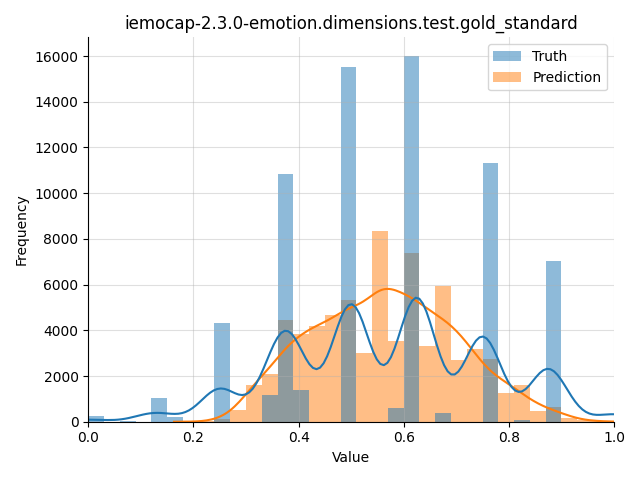 iemocap-2.3.0-emotion.dimensions.test.gold_standard
Truth
Prediction
Frequency
16000
14000
12000
10000
8000
6000
4000
2000
0
0.0 0.2 0.4 0.6 0.8 1.0
Value